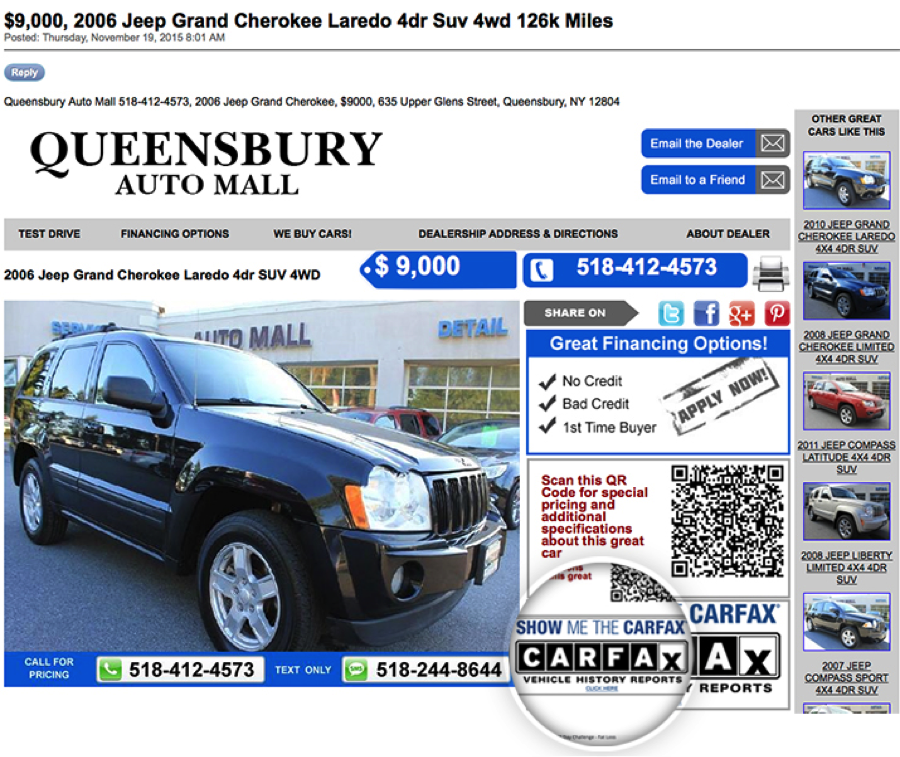 $9,000, 2006 Jeep Grand Cherokee Laredo 4dr Suv 4wd 126k Miles
Posted: Thursday, November 19, 2015 8:01 AM
Reply
Queensbury Auto Mall 518-412-4573, 2006 Jeep Grand Cherokee, $9000, 635 Upper Glens Street, Queensbury, NY 12804
QUEENSBURY
AUTO MALL
Email the Dealer
Email to a Friend
TEST DRIVE
FINANCING OPTIONS
WE BUY CARS!
DEALERSHIP ADDRESS & DIRECTIONS
ABOUT DEALER
2006 Jeep Grand Cherokee Laredo 4dr SUV 4WD
$ 9,000
518-412-4573
SERVICE
AUTO MALL
DETAIL
CALL FOR
PRICING
518-412-4573
TEXT ONLY
SMS
518-244-8644
SHARE ON
Great Financing Options!
No Credit
Bad Credit
1st Time Buyer
APPLY NOW!
Scan this QR
Code for special
pricing and
additional
specifications
about this great
car
this great
SHOW ME THE CARFAX
CARFAX
VEHICLE HISTORY REPORTS
CLICK HERE
CARFAX
AX
REPORTS
OTHER GREAT
CARS LIKE THIS
2010 JEEP GRAND
CHEROKEE LAREDO
4X4 4DR SUV
2008 JEEP GRAND
CHEROKEE LIMITED
4X4 4DR SUV
2011 JEEP COMPASS
LATITUDE 4X4 4DR
SUV
2008 JEEP LIBERTY
LIMITED 4X4 4DR
SUV
2007 JEEP
COMPASS SPORT
4X4 4DR SUV